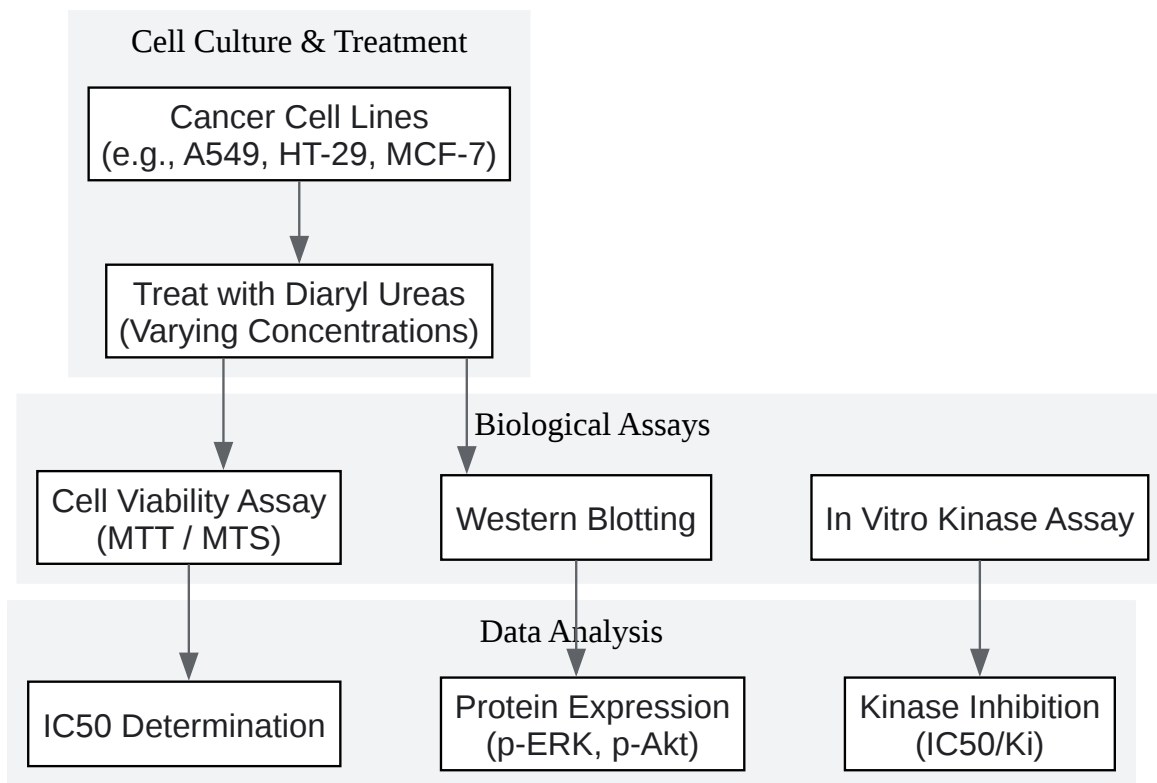 Cell Culture & Treatment
Cancer Cell Lines
(e.g., A549, HT-29, MCF-7)
Treat with Diaryl Ureas
(Varying Concentrations)
Biological Assays
Cell Viability Assay
(MTT / MTS)
Western Blotting
In Vitro Kinase Assay
Data Analysis
IC50 Determination
Protein Expression
(p-ERK, p-Akt)
Kinase Inhibition
(IC50/Ki)